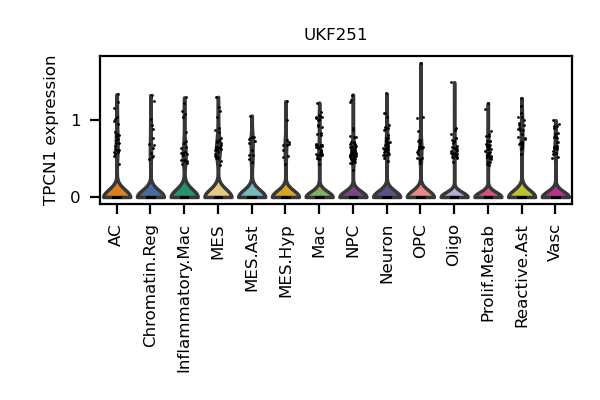 UKF251
TPCN1 expression
1
0
AC
Chromatin.Reg
Inflammatory.Mac
MES
MES.Ast
MES.Hyp
Mac
NPC
Neuron
OPC
Oligo
Prolif.Metab
Reactive.Ast
Vasc